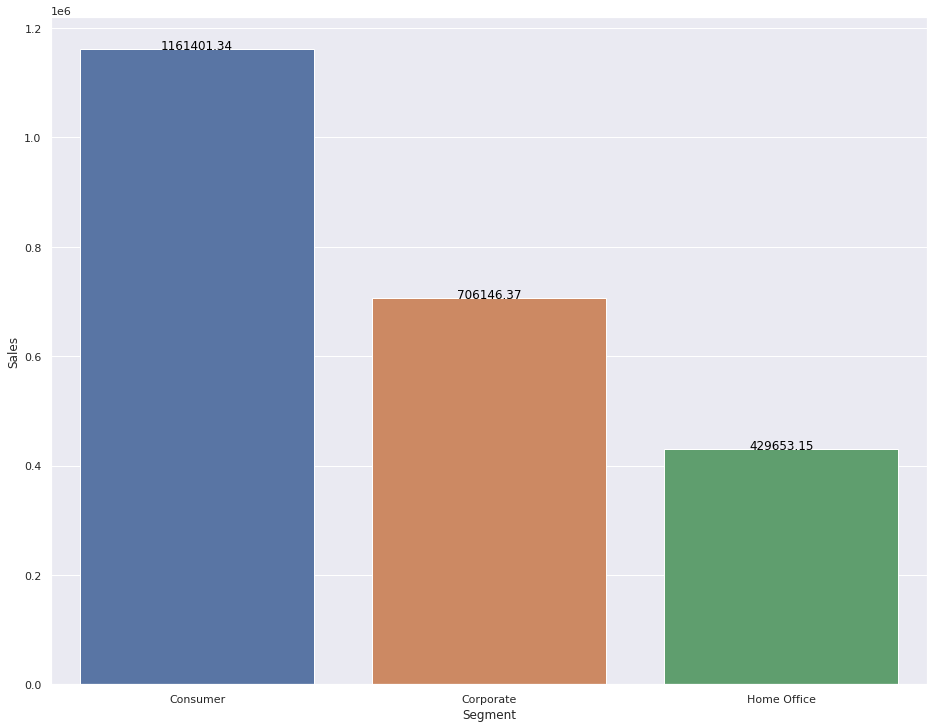 1e6
1.2
1.0
0.8
0.6
0.4
0.2
0.0
Sales
1161401.34
706146.37
429653.15
Consumer
Corporate
Home Office
Segment